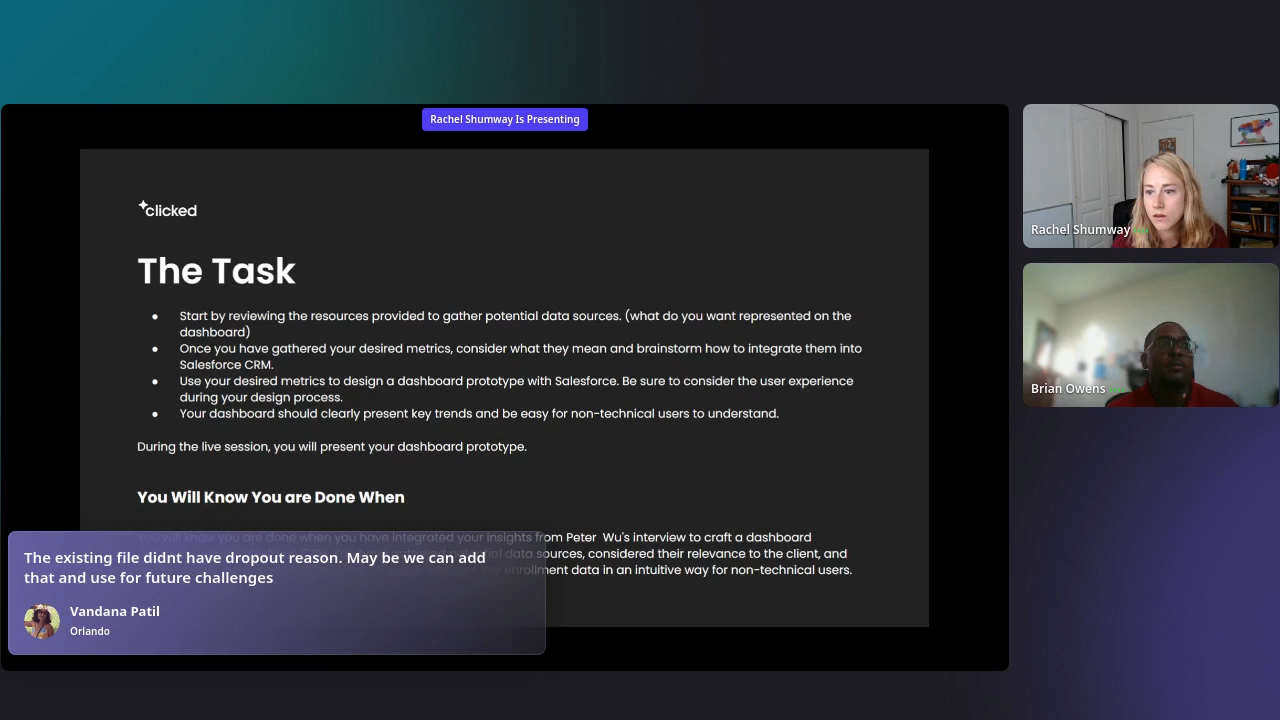 Rachel Shumway Is Presenting
clicked
The Task
Start by reviewing the resources provided to gather potential data sources. (what do you want represented on the
dashboard)
Once you have gathered your desired metrics, consider what they mean and brainstorm how to integrate them into
Salesforce CRM.
Use your desired metrics to design a dashboard prototype with Salesforce. Be sure to consider the user experience
during your design process.
Your dashboard should clearly present key trends and be easy for non-technical users to understand.
During the live session, you will present your dashboard prototype.
You Will Know You are Done When
You will know you are done when you have integrated your insights from Peter Wu's interview to craft a dashboard
data sources, considered their relevance to the client, and
enrollment data in an intuitive way for non-technical users.
The existing file didnt have dropout reason. May be we can add
that and use for future challenges
Vandana Patil
Orlando
Rachel Shumway
Brian Owens